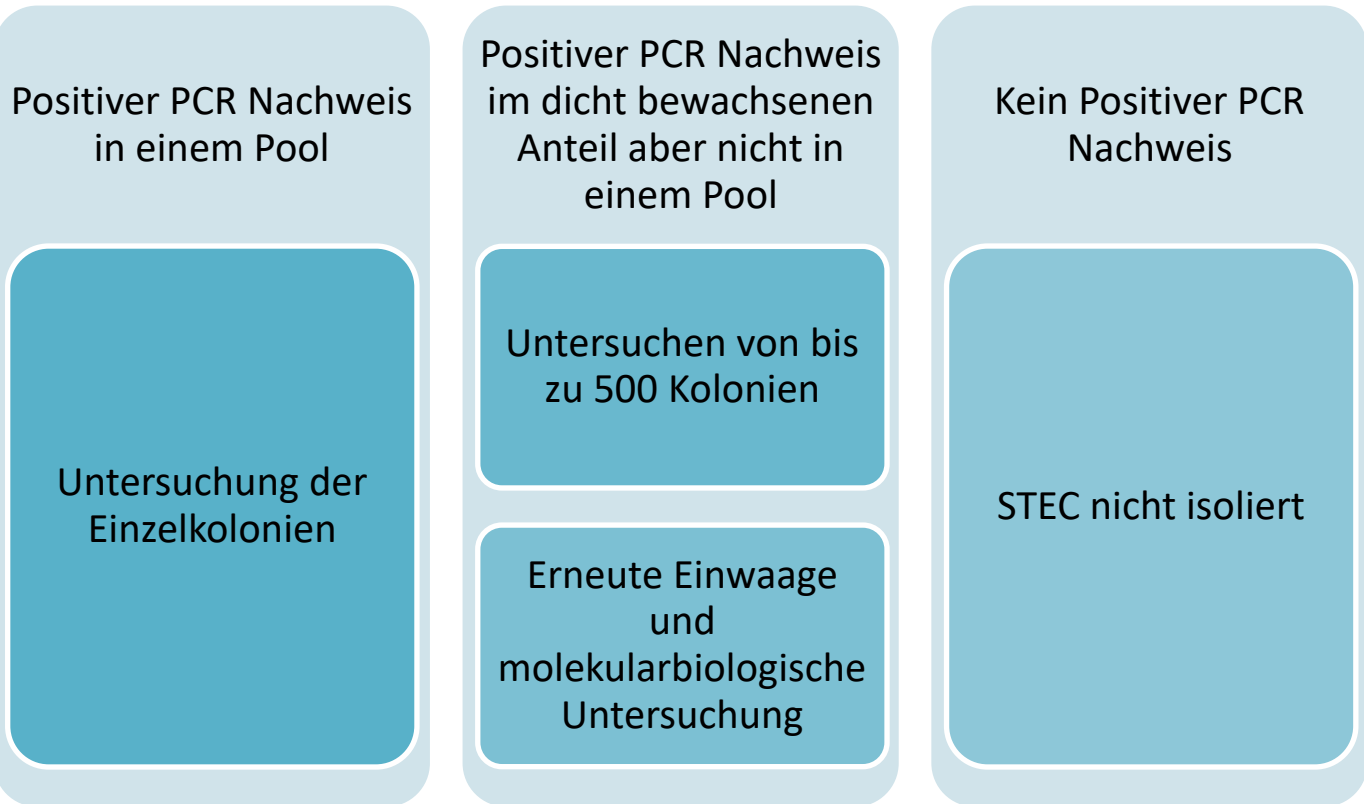 Positiver PCR Nachweis
in einem Pool
Untersuchung der
Einzelkolonien
Positiver PCR Nachweis
im dicht bewachsenen
Anteil aber nicht in
einem Pool
Untersuchen von bis
zu 500 Kolonien
Erneute Einwaage
und
molekularbiologische
Untersuchung
Kein Positiver PCR
Nachweis
STEC nicht isoliert